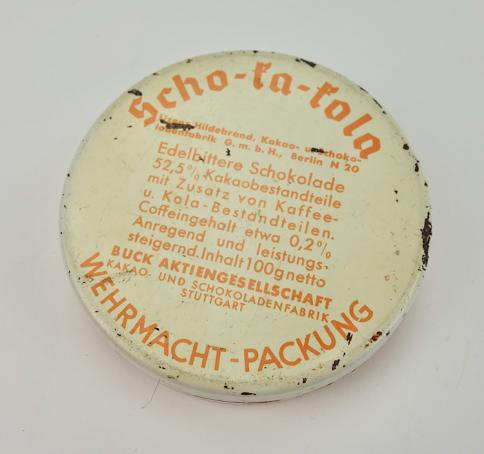 Scho-ka-kola
Hildebrand, Kakao- u. Schoko-
ladenfabrik G. m. b. H., Berlin N 20
Edelbittere Schokolade
52,5% Kakaobestandteile
mit Zusatz von Kaffee-
u. Kola-Bestandteilen.
Coffeingehalt etwa 0,2%
Anregend und leistungs-
steigernd. Inhalt 100g netto
BUCK AKTIENGESELLSCHAFT
KAKAO- UND SCHOKOLADENFABRIK
STUTTGART
WEHRMACHT-PACKUNG